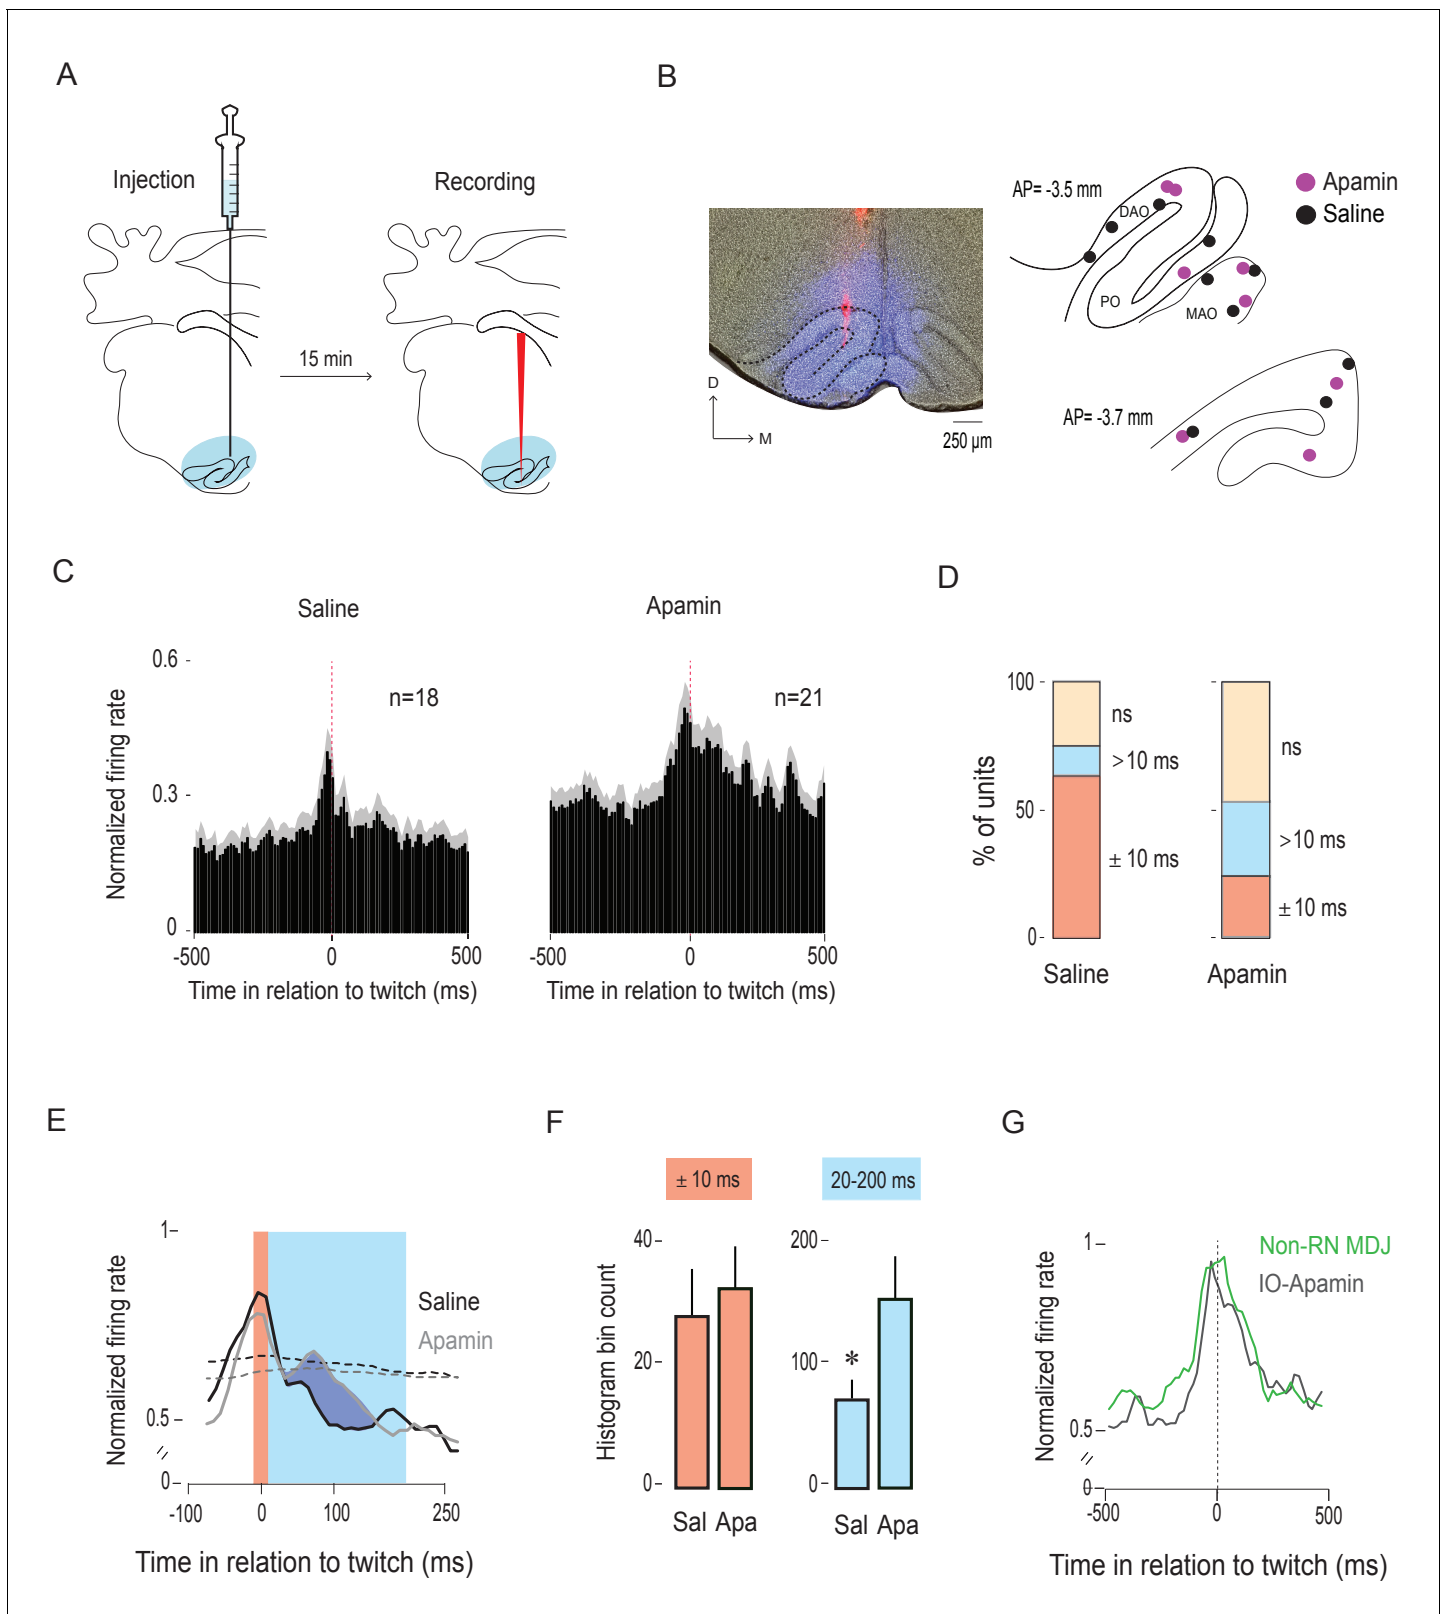 A
Injection
Recording
15 min
B
D
M
250 µm
AP= -3.5 mm
DAO
PO
MAO
Apamin
Saline
AP= -3.7 mm
C
Saline
Apamin
Normalized firing rate
0.6
0.3
0
n=18
n=21
-500
0
500
-500
0
500
Time in relation to twitch (ms)
Time in relation to twitch (ms)
D
% of units
100
50
0
ns
>10 ms
± 10 ms
ns
>10 ms
± 10 ms
Saline
Apamin
E
Normalized firing rate
1
0.5
0
Saline
Apamin
-100
0
100
250
Time in relation to twitch (ms)
F
± 10 ms
20-200 ms
Histogram bin count
40
20
0
200
100
0
*
Sal Apa
Sal Apa
G
Normalized firing rate
1
0.5
0
Non-RN MDJ
IO-Apamin
-500
0
500
Time in relation to twitch (ms)